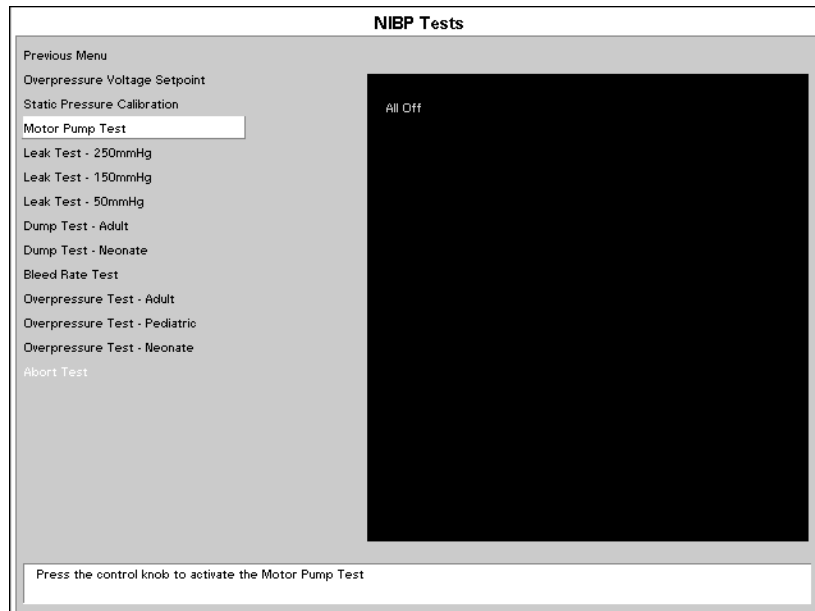 NIBP Tests
Previous Menu
Overpressure Voltage Setpoint
Static Pressure Calibration
All Off
Motor Pump Test
Leak Test - 250mmHg
Leak Test - 150mmHg
Leak Test - 50mmHg
Dump Test - Adult
Dump Test - Neonate
Bleed Rate Test
Overpressure Test - Adult
Overpressure Test - Pediatric
Overpressure Test - Neonate
Abort Test
Press the control knob to activate the Motor Pump Test